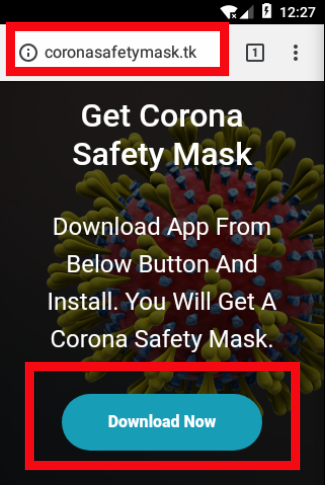 12:27
coronasafetymask.tk
1
Get Corona
Safety Mask
Download App From
Below Button And
Install. You Will Get A
Corona Safety Mask.
Download Now